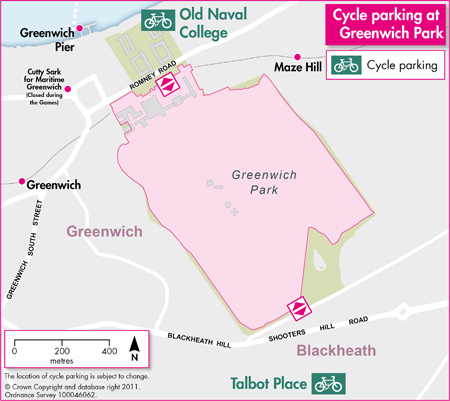 Greenwich
Pier
Old Naval
College
Cycle parking at
Greenwich Park
Cycle parking
Cutty Sark
for Maritime
Greenwich
(Closed during
the Games)
ROMNEY ROAD
Maze Hill
Greenwich
Park
Greenwich
GREENWICH SOUTH STREET
Greenwich
BLACKHEATH HILL
SHOOTERS HILL ROAD
Blackheath
0 200 400
metres
N
Talbot Place
The location of cycle parking is subject to change.
© Crown Copyright and database right 2011.
Ordnance Survey 100046062.